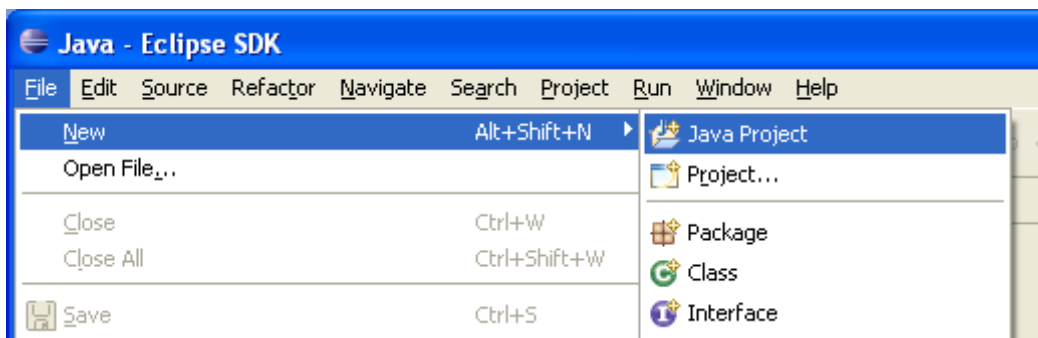 Java - Eclipse SDK
File Edit Source Refactor Navigate Search Project Run Window Help
New Alt+Shift+N
Open File...
Close Ctrl+W
Close All Ctrl+Shift+W
Save Ctrl+S
Java Project
Project...
Package
Class
Interface